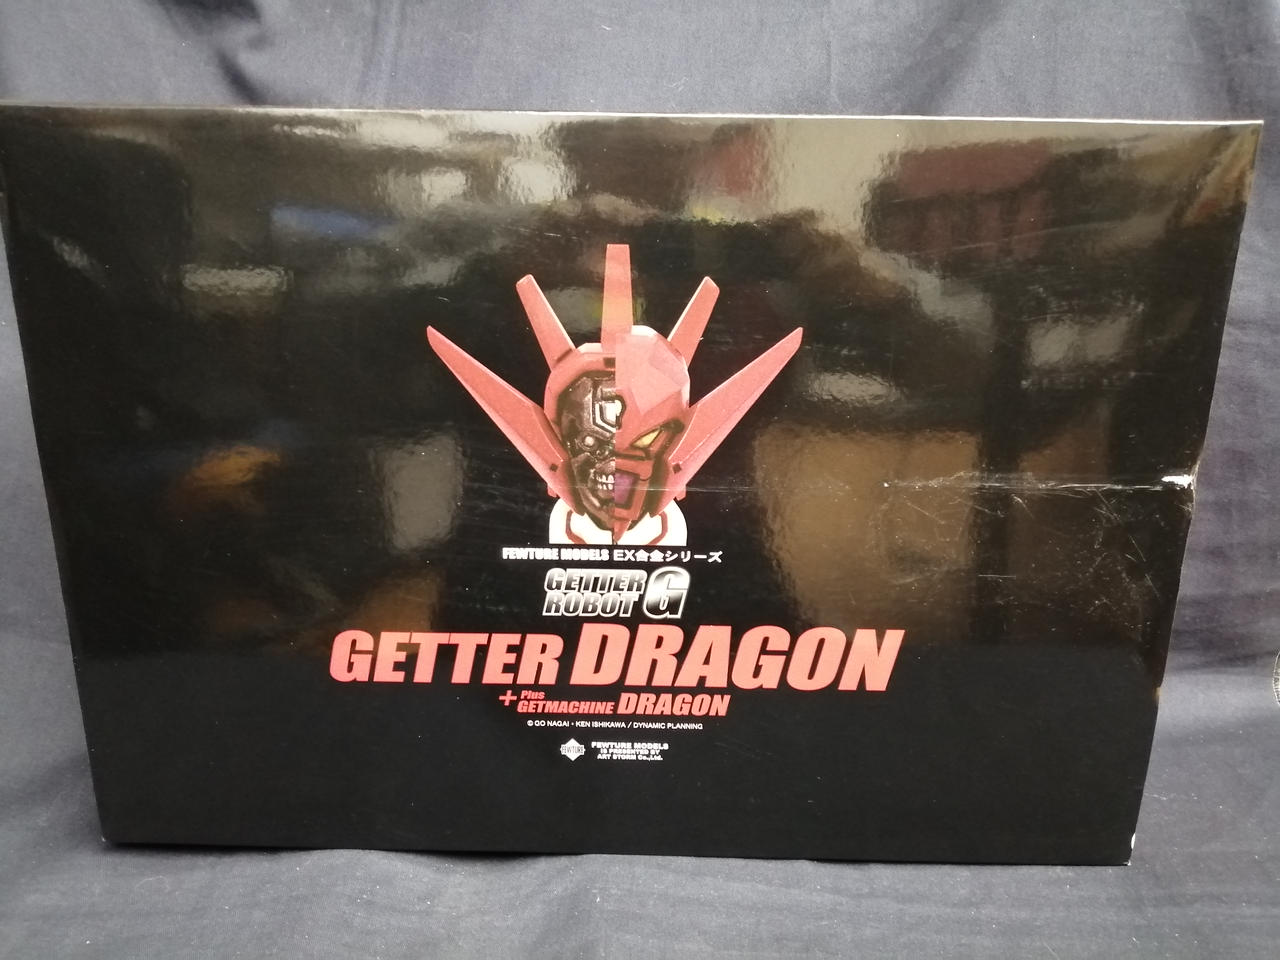 FEWTURE MODELS EX合金シリーズ
GETTER
ROBOT G
GETTER DRAGON
+Plus
GETMACHINE DRAGON
© GO NAGAI・KEN ISHIKAWA / DYNAMIC PLANNING
FEWTURE
FEWTURE MODELS
IS PRESENTED BY
ART STORM Co.,Ltd.